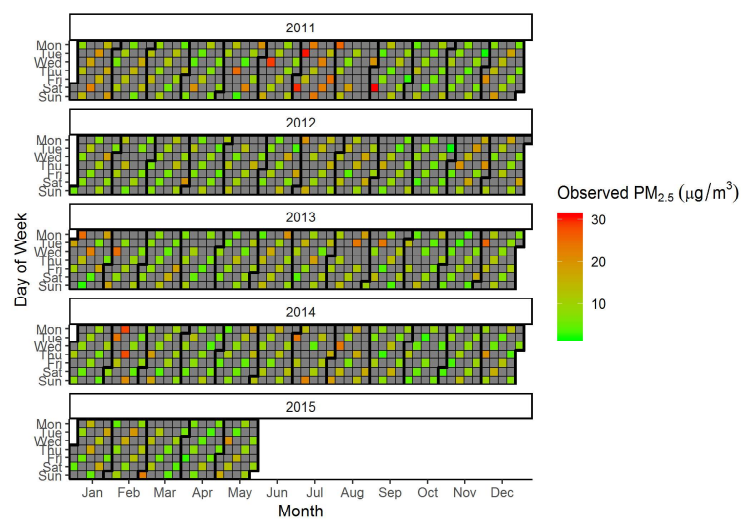 2011
Mon
Tue
Wed
Thu
Fri
Sat
Sun
2012
Mon
Tue
Wed
Thu
Fri
Sat
Sun
2013
Mon
Tue
Wed
Thu
Fri
Sat
Sun
2014
Mon
Tue
Wed
Thu
Fri
Sat
Sun
2015
Mon
Tue
Wed
Thu
Fri
Sat
Sun
Jan Feb Mar Apr May Jun Jul Aug Sep Oct Nov Dec
Month
Day of Week
Observed PM2.5 (μg/m³)
30
20
10